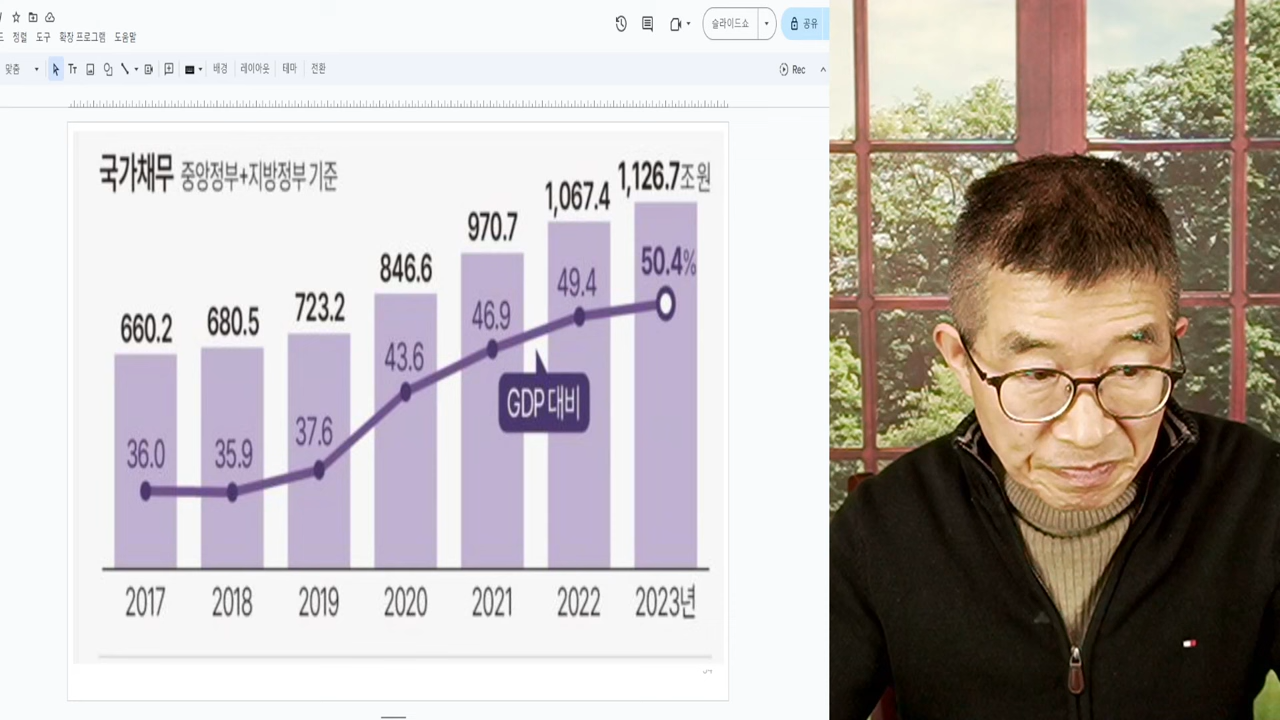 정렬 도구 확장 프로그램 도움말
슬라이드쇼
공유
맞춤
배경 레이아웃 테마 전환
Rec
국가채무 중앙정부+지방정부 기준
660.2
680.5
723.2
846.6
970.7
1,067.4
1,126.7조원
36.0
35.9
37.6
43.6
46.9
49.4
50.4%
GDP 대비
2017 2018 2019 2020 2021 2022 2023년